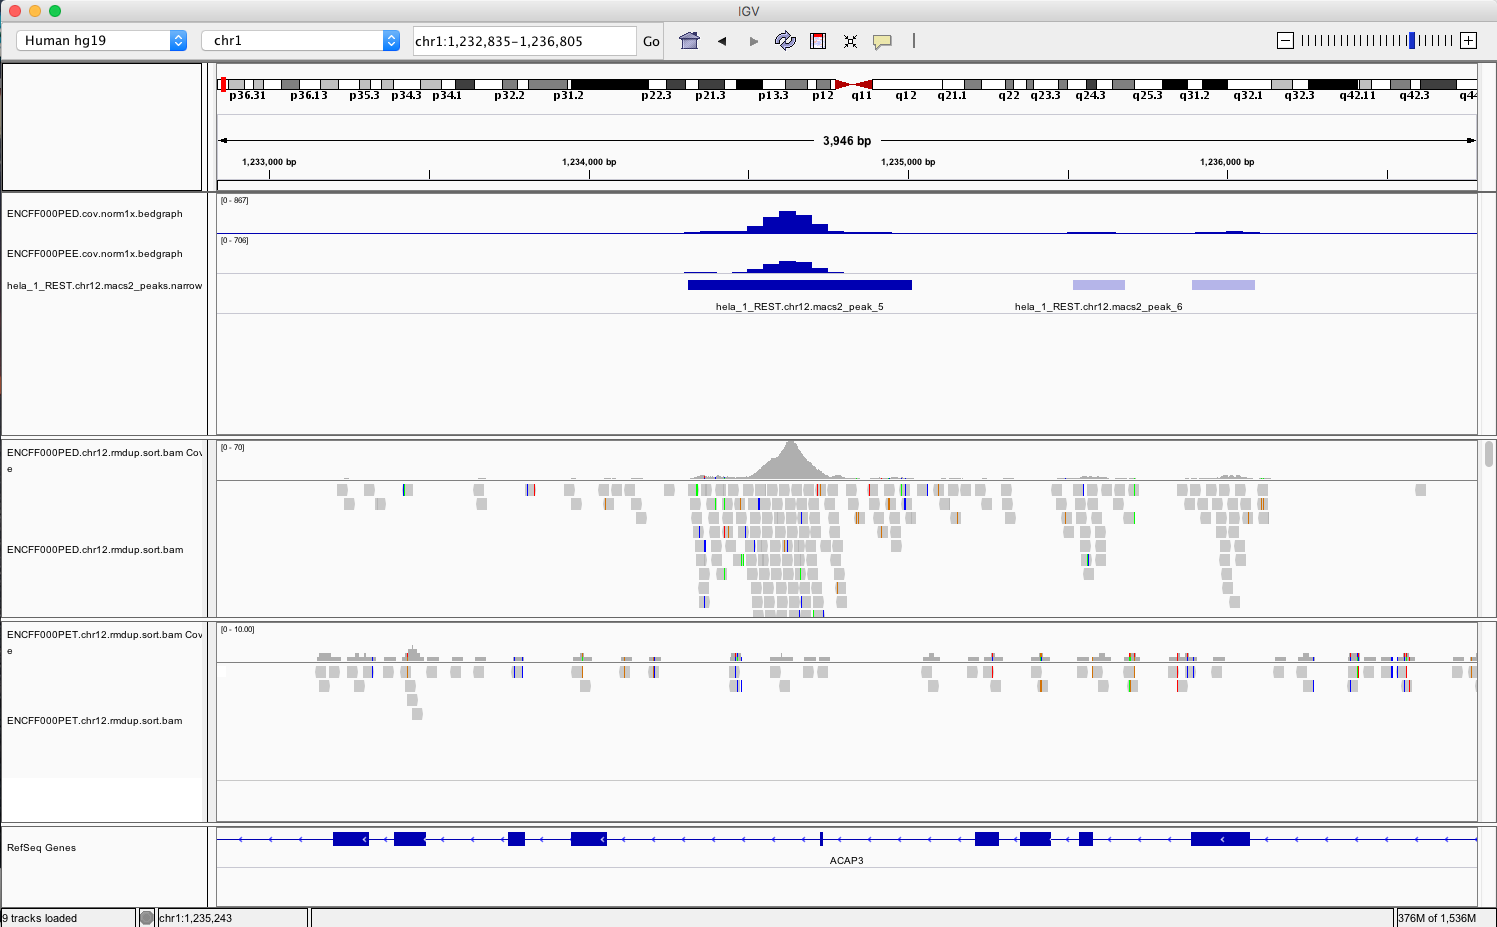 IGV
Human hg19 chr1 chr1:1,232,835-1,236,805 Go
p36.31 p36.13 p35.3 p34.3 p34.1 p32.2 p31.2 p22.3 p21.3 p13.3 p12 q11 q12 q21.1 q22 q23.3 q24.3 q25.3 q31.2 q32.1 q32.3 q42.11 q42.3 q44
3,946 bp
1,233,000 bp 1,234,000 bp 1,235,000 bp 1,236,000 bp
[0 - 867]
ENCFF000PED.cov.norm1x.bedgraph
[0 - 706]
ENCFF000PEE.cov.norm1x.bedgraph
hela_1_REST.chr12.macs2_peaks.narrow
hela_1_REST.chr12.macs2_peak_5 hela_1_REST.chr12.macs2_peak_6
[0 - 70]
ENCFF000PED.chr12.rmdup.sort.bam Cov
e
ENCFF000PED.chr12.rmdup.sort.bam
[0 - 10.00]
ENCFF000PET.chr12.rmdup.sort.bam Cov
e
ENCFF000PET.chr12.rmdup.sort.bam
RefSeq Genes
ACAP3
9 tracks loaded chr1:1,235,243 376M of 1,536M